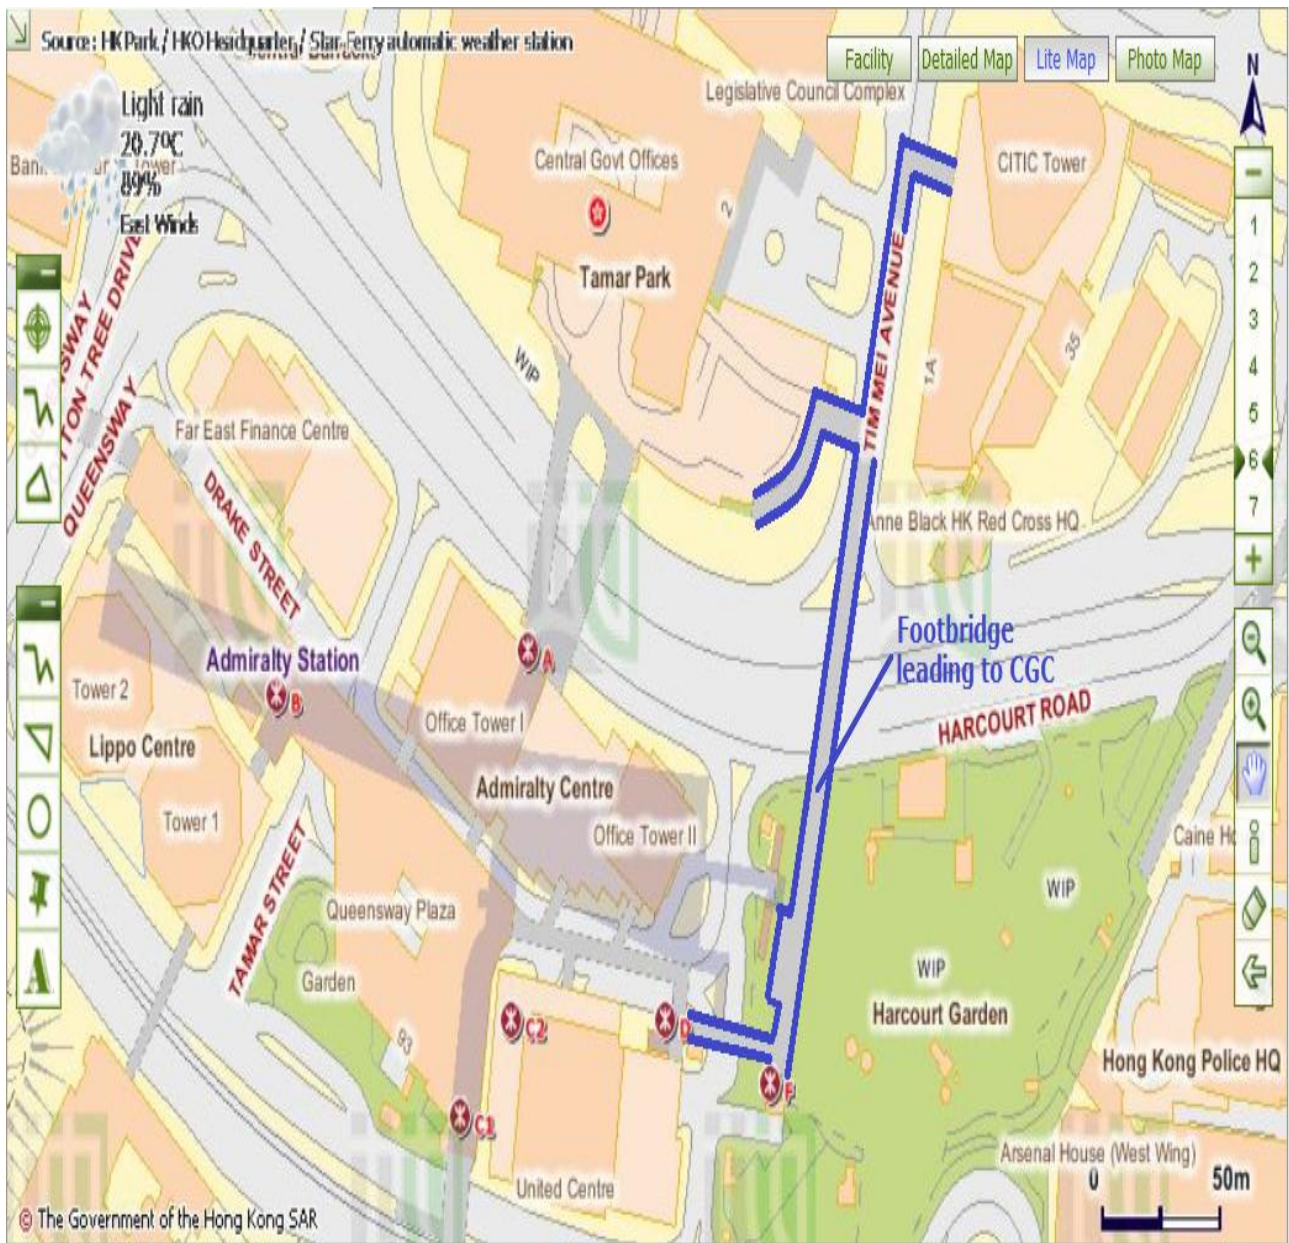 Source: HK Park / HKO Headquarter / Star Ferry automatic weather station
Facility
Detailed Map
Lite Map
Photo Map
N
Light rain
20.7ºC
89%
East Winds
Legislative Council Complex
Central Govt Offices
CITIC Tower
2
Tamar Park
1
2
3
4
5
6
7
TIM MEI AVENUE
1A
35
WIP
COTTON TREE DRIVE
QUEENSWAY
Far East Finance Centre
DRAKE STREET
Anne Black HK Red Cross HQ
Footbridge
leading to CGC
HARCOURT ROAD
Admiralty Station
A
B
Tower 2
Lippo Centre
Tower 1
Office Tower I
Admiralty Centre
Office Tower II
TAMAR STREET
Queensway Plaza
Garden
93
WIP
WIP
Harcourt Garden
C2
D
F
C1
United Centre
Hong Kong Police HQ
Arsenal House (West Wing)
A
0 50m
© The Government of the Hong Kong SAR